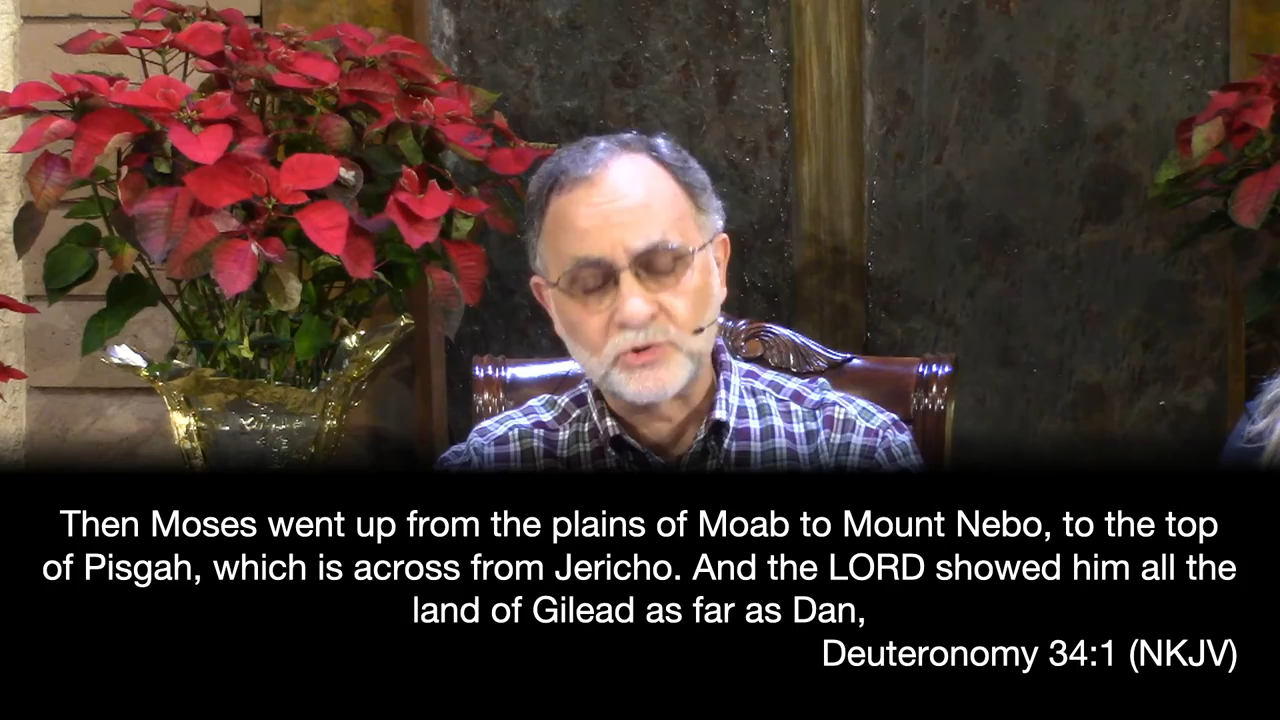 Then Moses went up from the plains of Moab to Mount Nebo, to the top
of Pisgah, which is across from Jericho. And the LORD showed him all the
land of Gilead as far as Dan,
Deuteronomy 34:1 (NKJV)